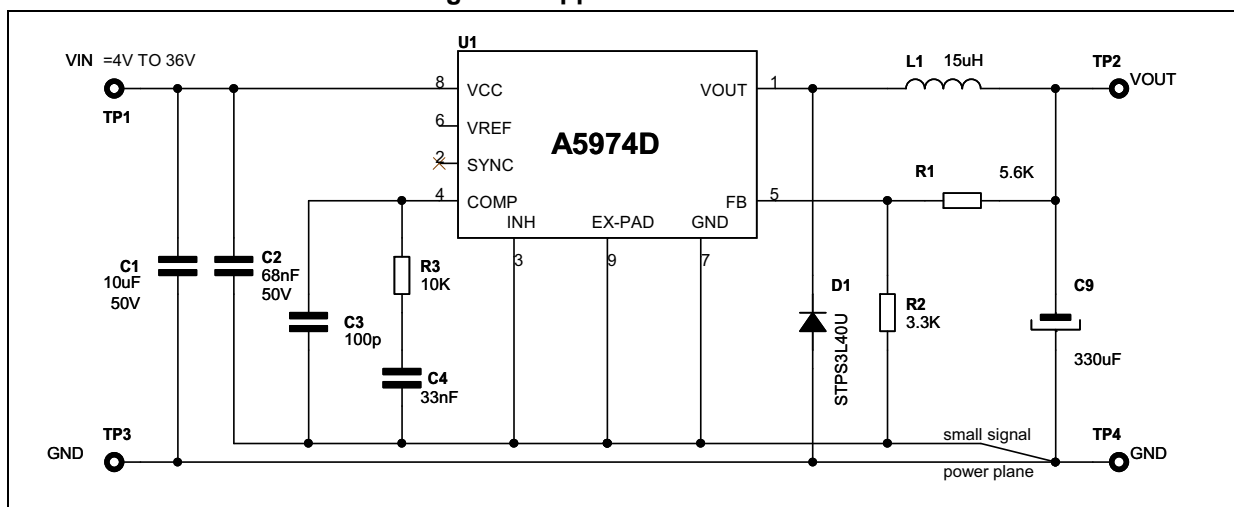 U1
VIN =4V TO 36V
TP1
8
VCC
6
VREF
2
SYNC
4
COMP
A5974D
VOUT
1
FB
5
INH
3
EX-PAD
9
GND
7
L1
15uH
TP2
VOUT
R1
5.6K
C1
10uF
50V
C2
68nF
50V
C3
100p
R3
10K
C4
33nF
D1
STPS3L40U
R2
3.3K
C9
330uF
TP3
GND
small signal
power plane
TP4
GND